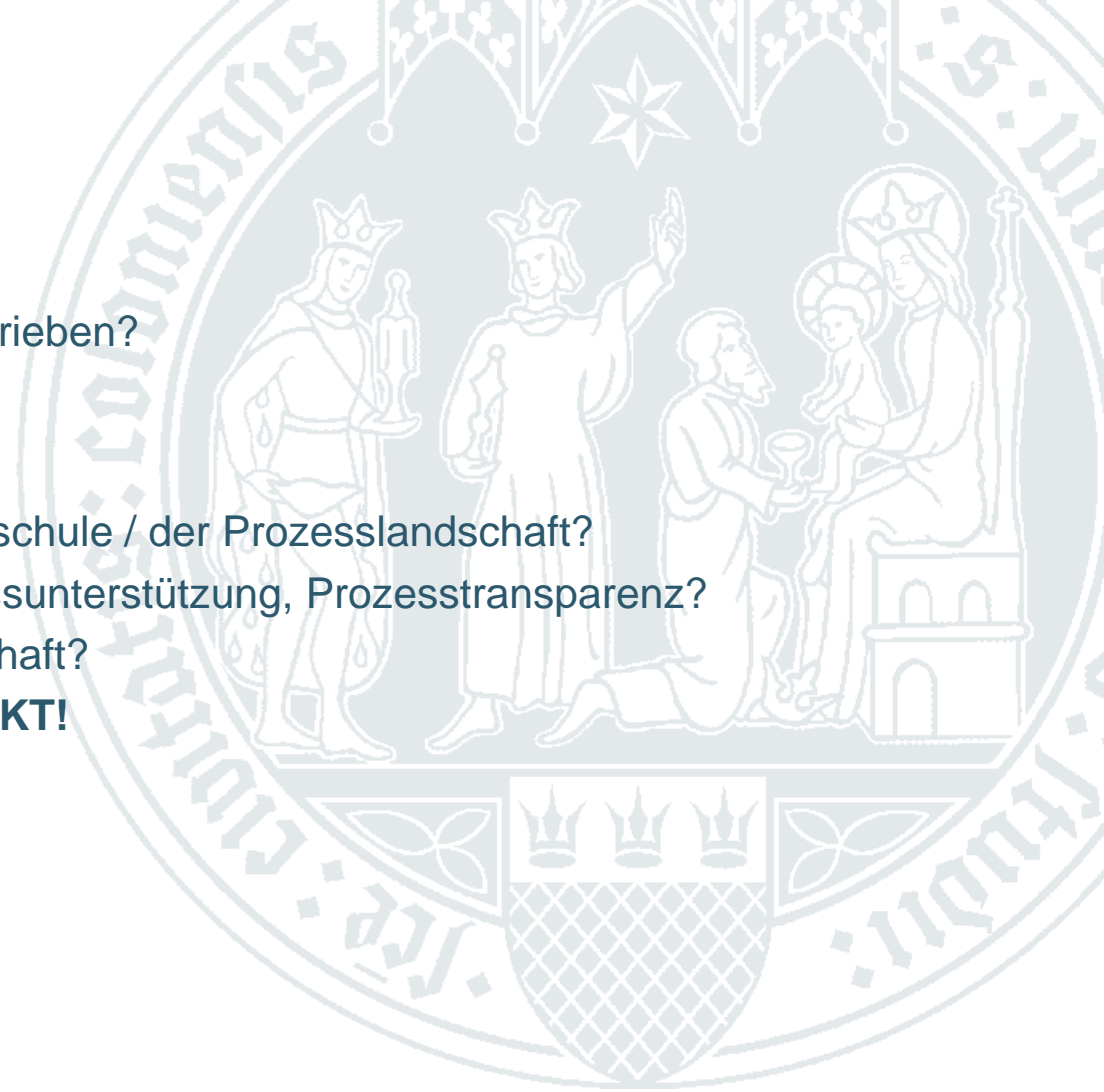 rieben?
schule / der Prozesslandschaft?
sunterstützung, Prozesstransparenz?
haft?
KT!